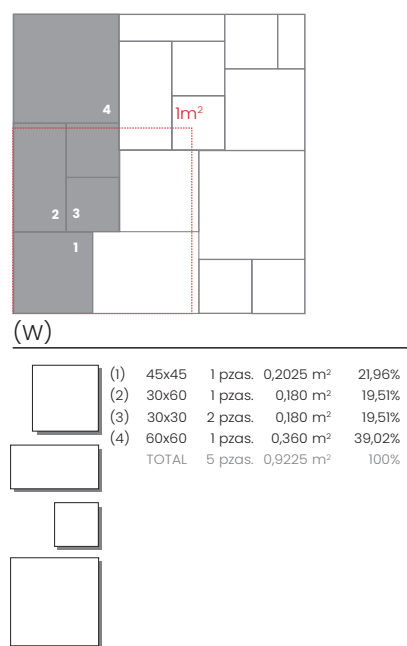 4
1m²
2 3
1
(W)
(1) 45x45 1 pzas. 0,2025 m² 21,96%
(2) 30x60 1 pzas. 0,180 m² 19,51%
(3) 30x30 2 pzas. 0,180 m² 19,51%
(4) 60x60 1 pzas. 0,360 m² 39,02%
TOTAL 5 pzas. 0,9225 m² 100%